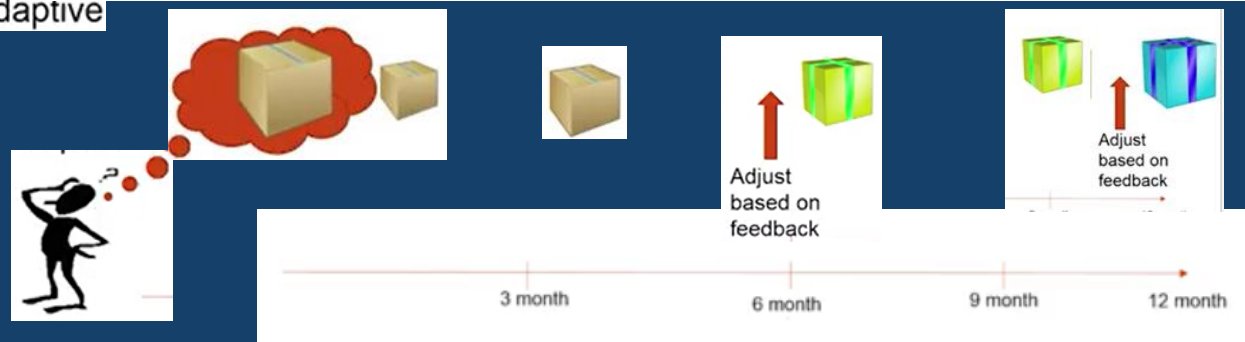 daptive
?
Adjust
based on
feedback
Adjust
based on
feedback
3 month
6 month
9 month
12 month